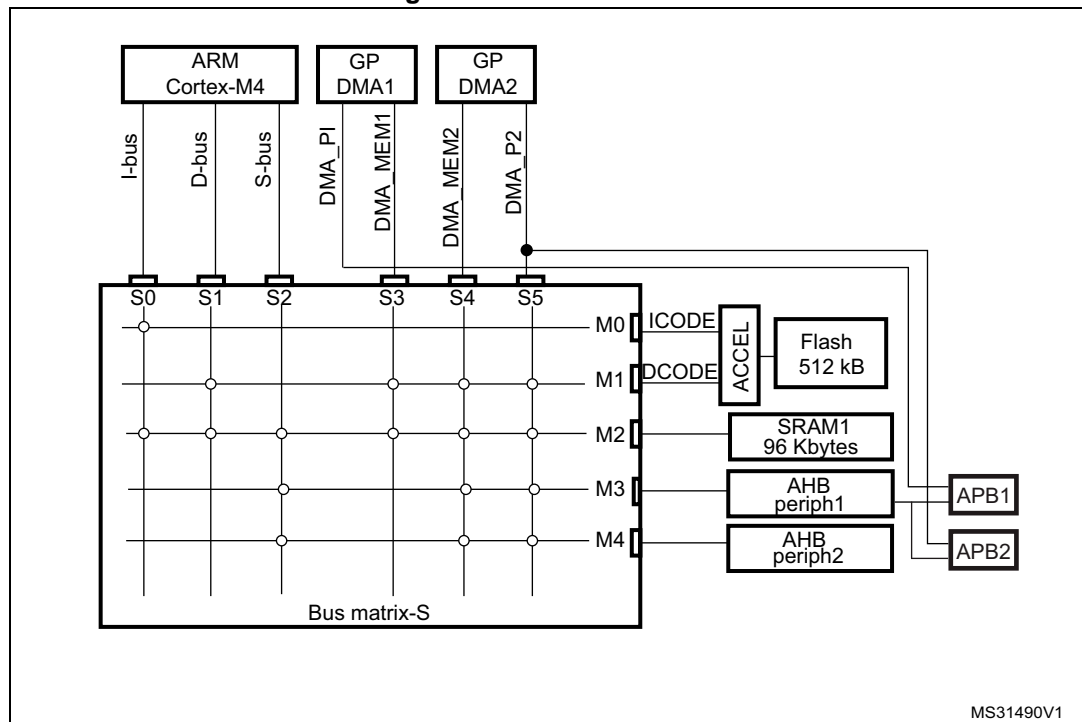 ARM
Cortex-M4
GP
DMA1
GP
DMA2
I-bus
D-bus
S-bus
DMA_PI
DMA_MEM1
DMA_MEM2
DMA_P2
S0 S1 S2 S3 S4 S5
M0
ICODE
M1
DCODE
ACCEL
Flash
512 kB
M2
SRAM1
96 Kbytes
M3
AHB
periph1
APB1
M4
AHB
periph2
APB2
Bus matrix-S
MS31490V1